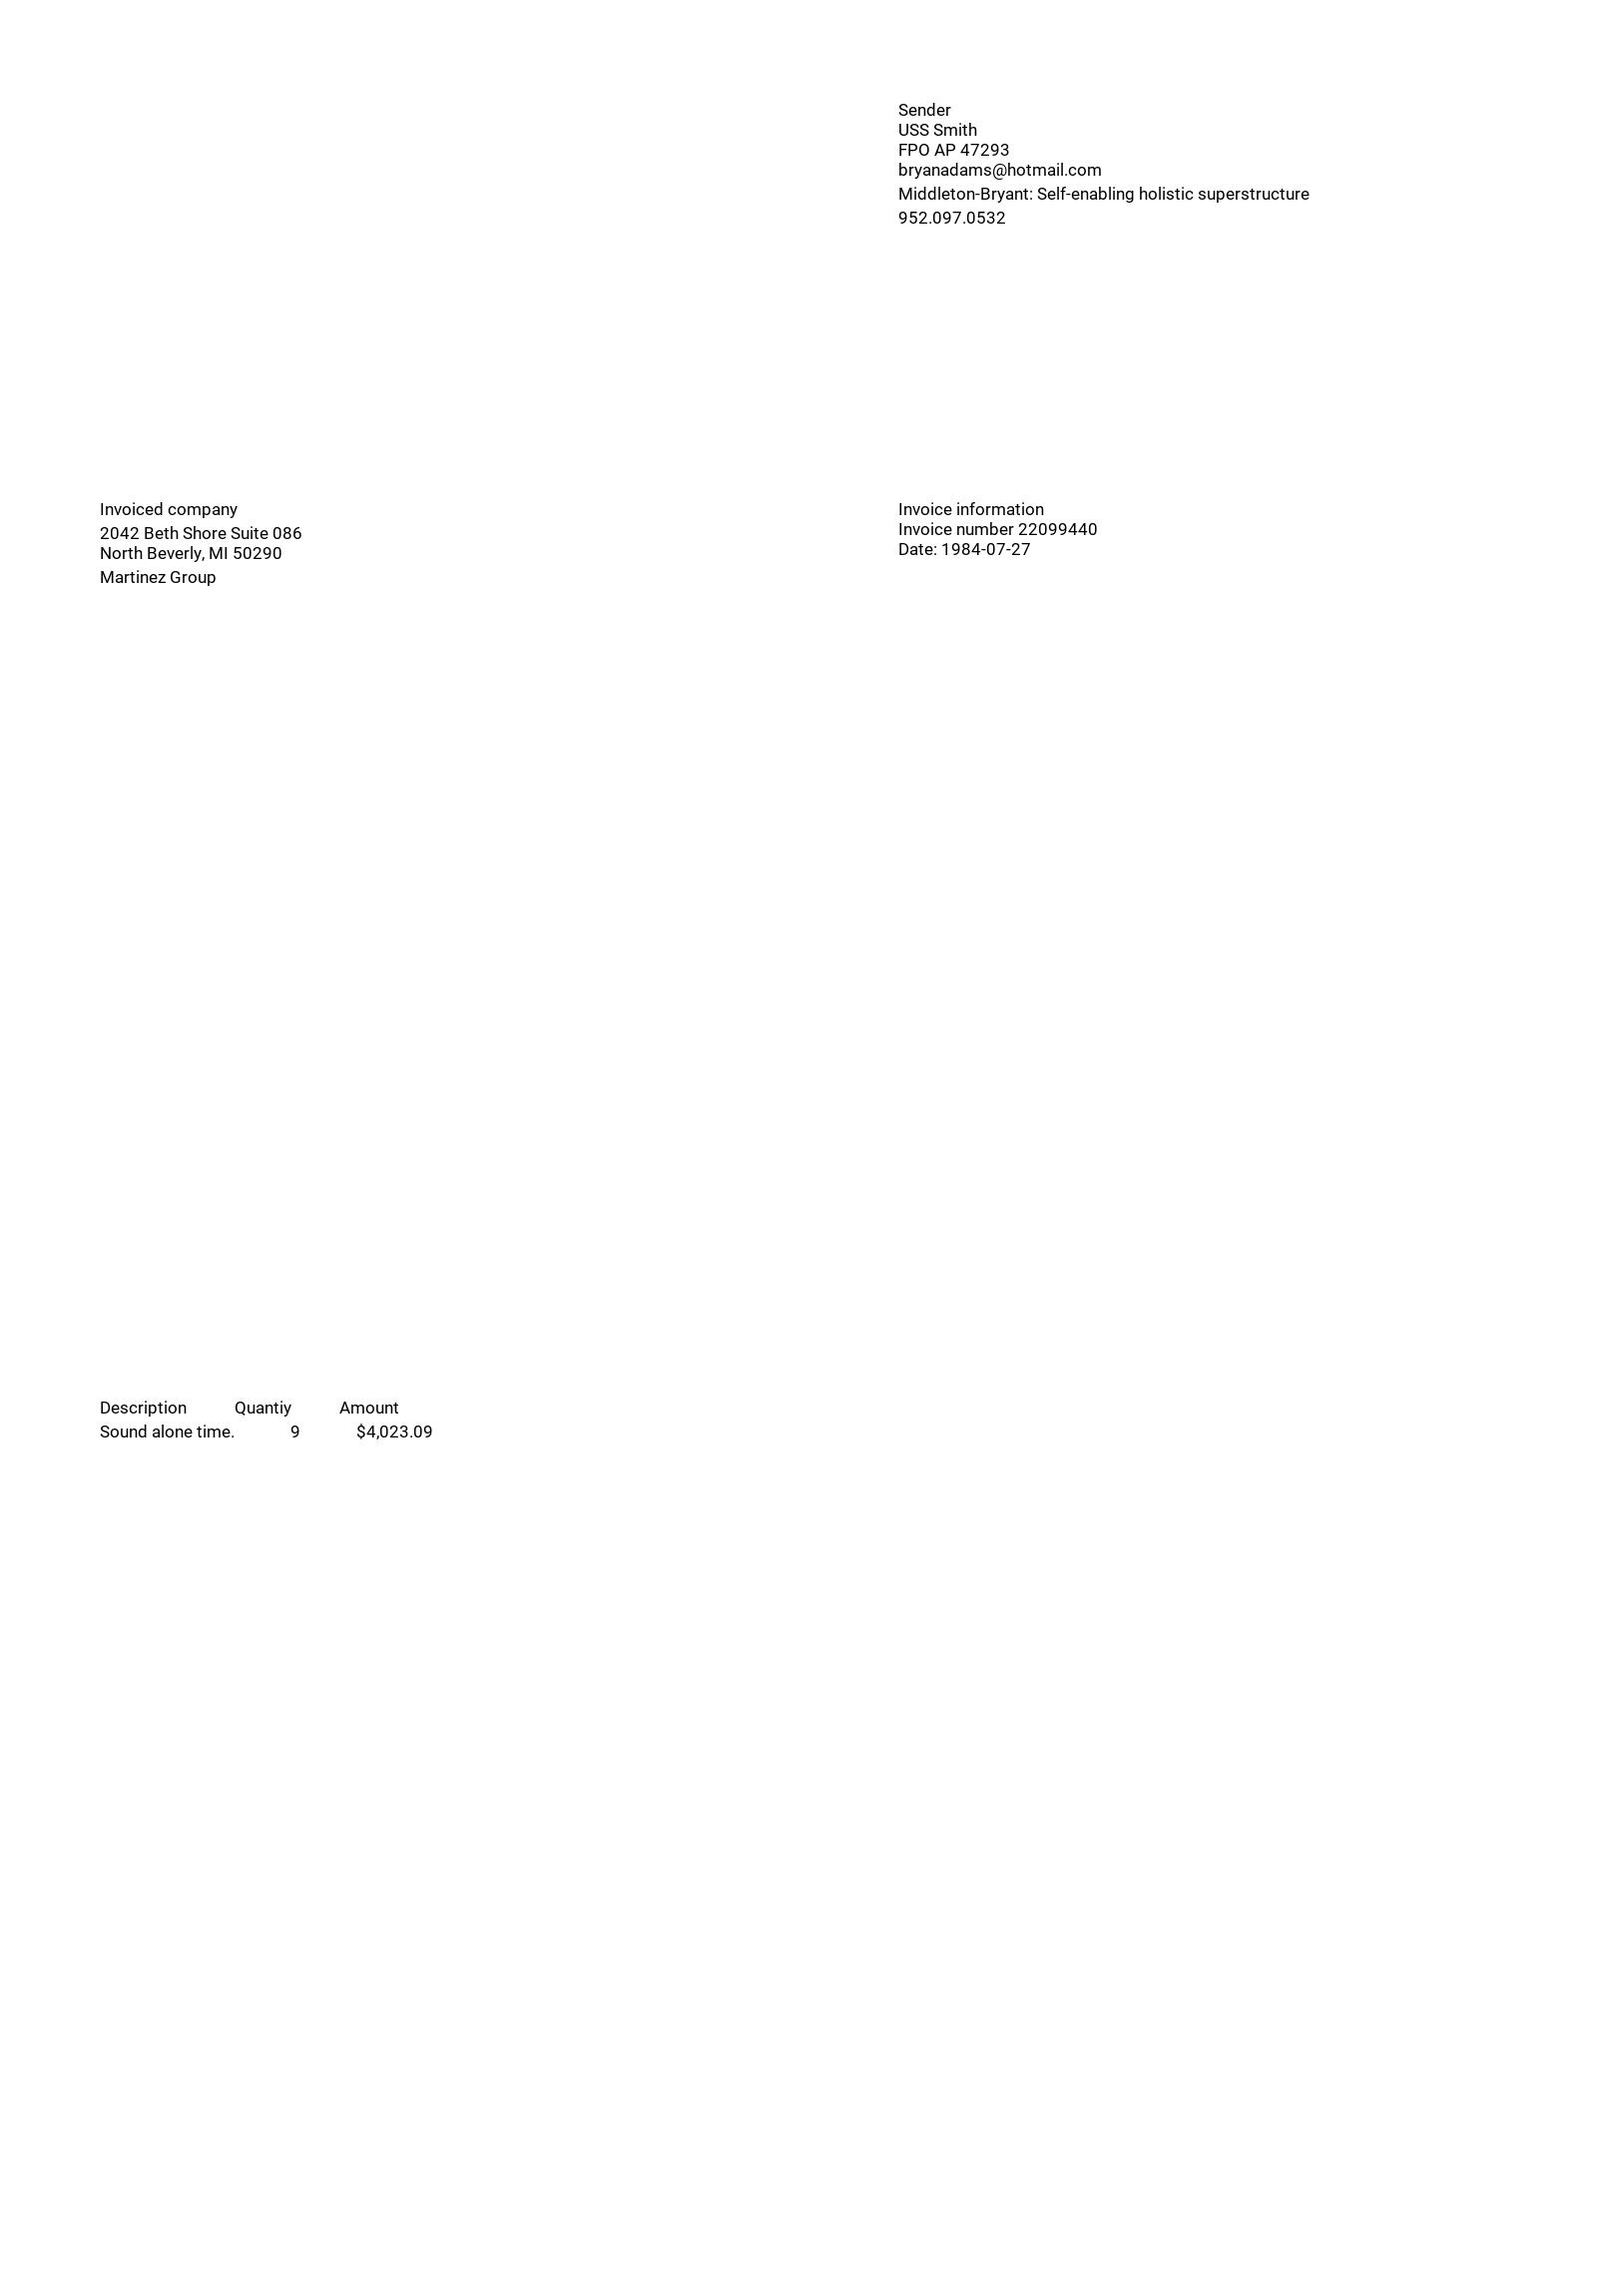 Sender
USS Smith
FPO AP 47293
bryanadams@hotmail.com
Middleton-Bryant: Self-enabling holistic superstructure
952.097.0532
Invoiced company
2042 Beth Shore Suite 086
North Beverly, MI 50290
Martinez Group
Invoice information
Invoice number 22099440
Date: 1984-07-27
Description Quantiy Amount
Sound alone time. 9 $4,023.09